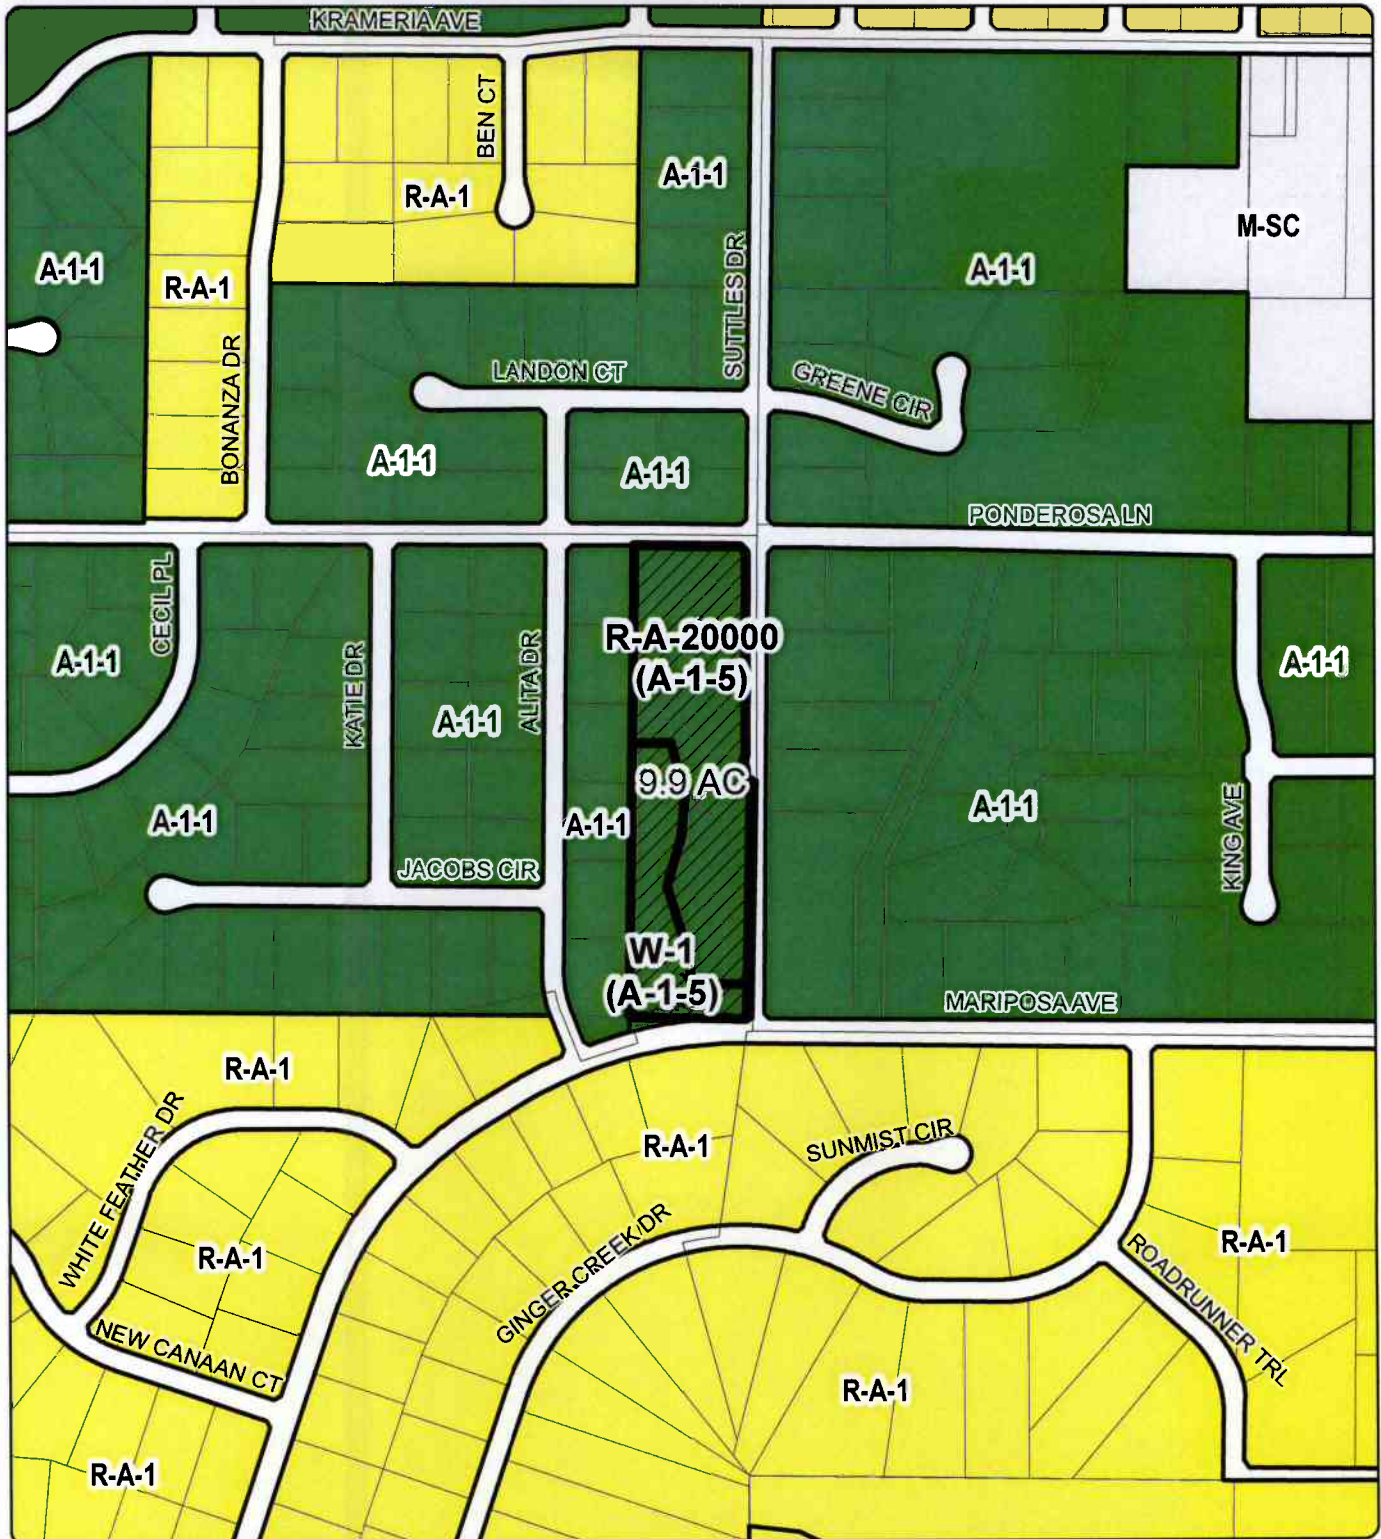 KRAMERIA AVE
BEN CT
A-1-1
R-A-1
M-SC
SUTTLES DR
A-1-1
A-1-1
R-A-1
BONANZA DR
LANDON CT
GREENE CIR
A-1-1
A-1-1
PONDEROSA LN
CECIL PL
R-A-20000
(A-1-5)
A-1-1
A-1-1
KATIE DR
ALITA DR
A-1-1
9.9 AC
A-1-1
A-1-1
A-1-1
KING AVE
JACOBS CIR
W-1
(A-1-5)
MARIPOSA AVE
R-A-1
WHITE FEATHER DR
R-A-1
SUNMIST CIR
R-A-1
GINGER CREEK DR
R-A-1
ROADRUNNER TRL
NEW CANAAN CT
R-A-1
R-A-1